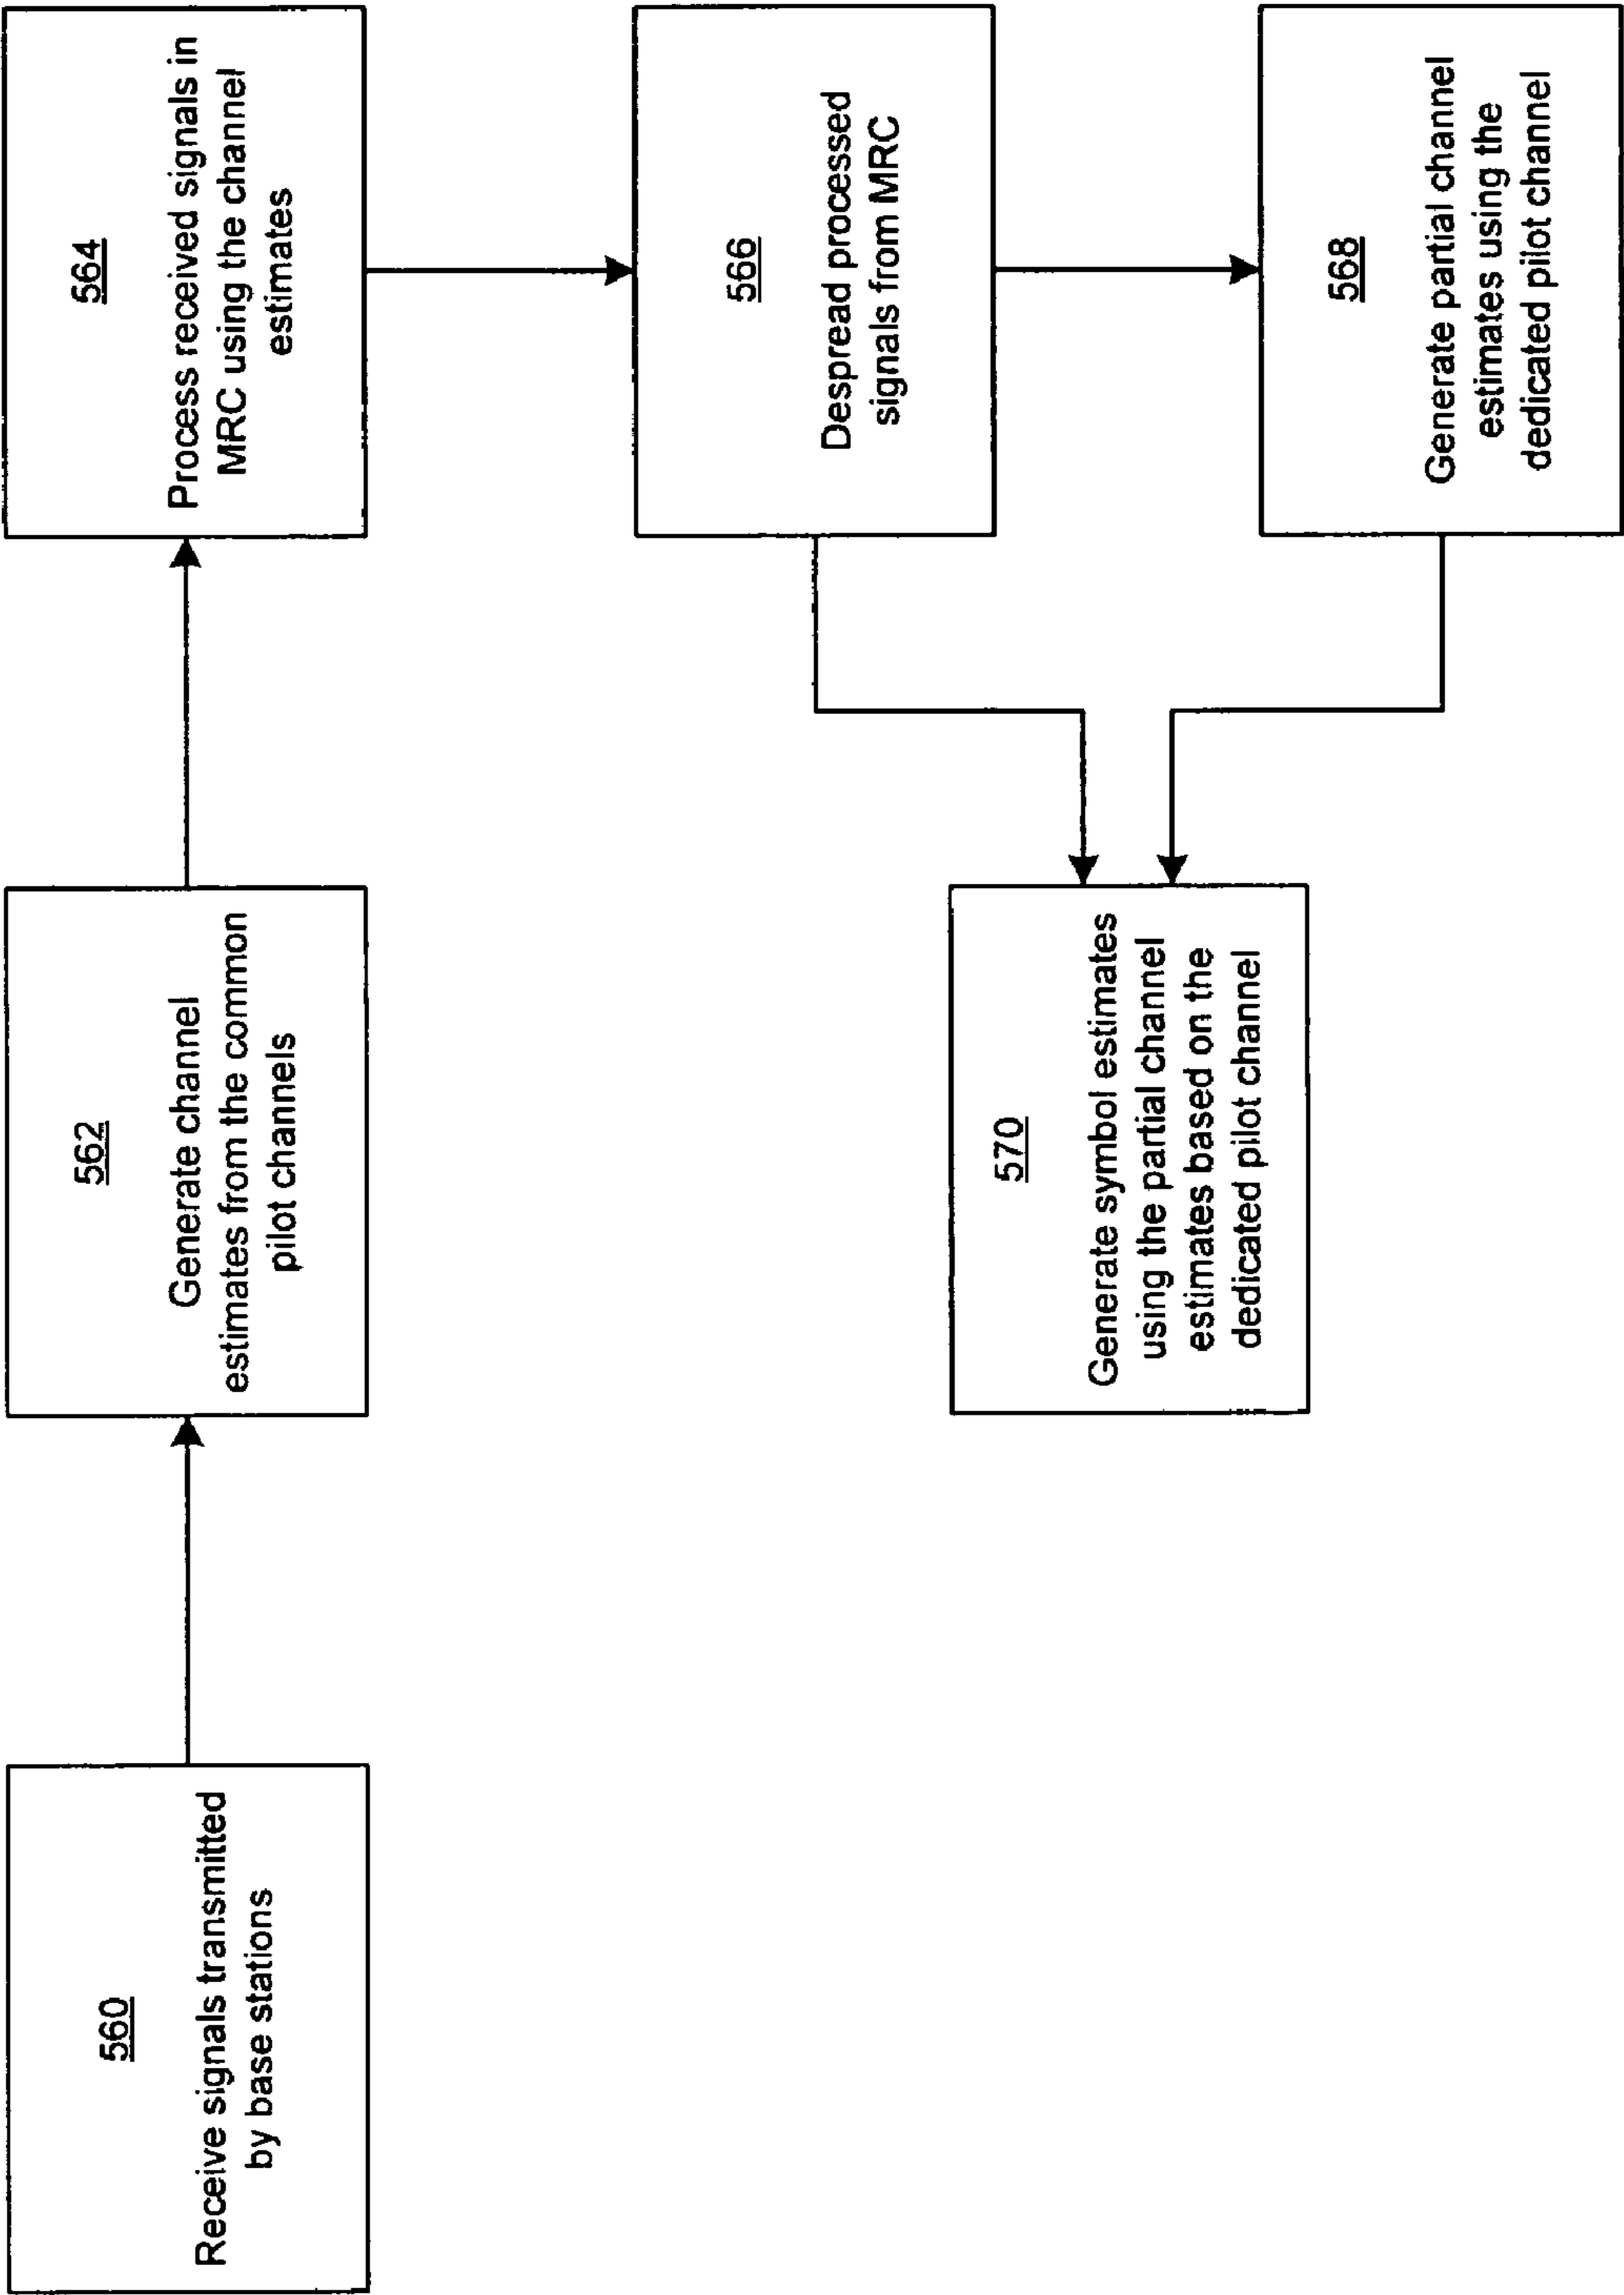 560
Receive signals transmitted
by base stations
562
Generate channel
estimates from the common
pilot channels
564
Process received signals in
MRC using the channel
estimates
566
Despread processed
signals from MRC
568
Generate partial channel
estimates using the
dedicated pilot channel
570
Generate symbol estimates
using the partial channel
estimates based on the
dedicated pilot channel